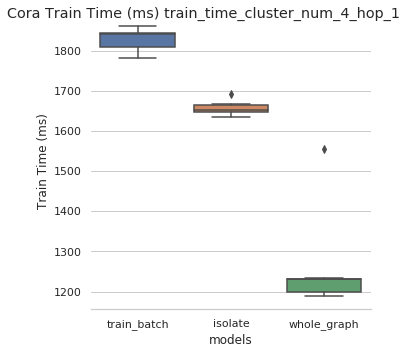 Cora Train Time (ms) train_time_cluster_num_4_hop_1
Train Time (ms)
1800
1700
1600
1500
1400
1300
1200
train_batch isolate whole_graph
models